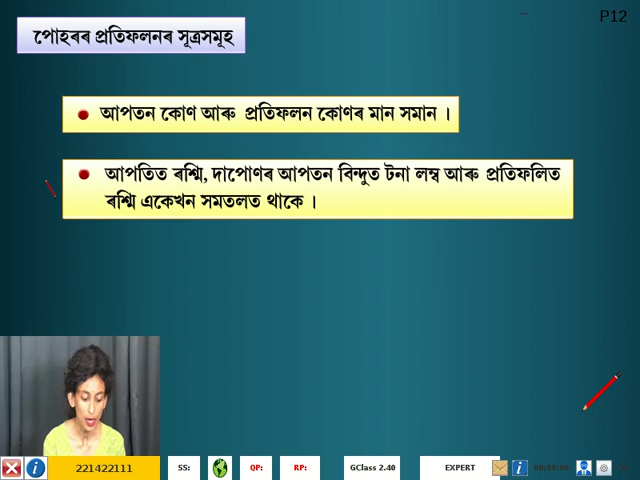 P12
পোহৰৰ প্ৰতিফলনৰ সূত্ৰসমূহ
আপতন কোণ আৰু প্ৰতিফলন কোণৰ মান সমান ।
আপতিত ৰশ্মি, দাপোণৰ আপতন বিন্দুত টনা লম্ব আৰু প্ৰতিফলিত
ৰশ্মি একেখন সমতলত থাকে ।
221422111 SS: QP: RP: GClass 2.40 EXPERT